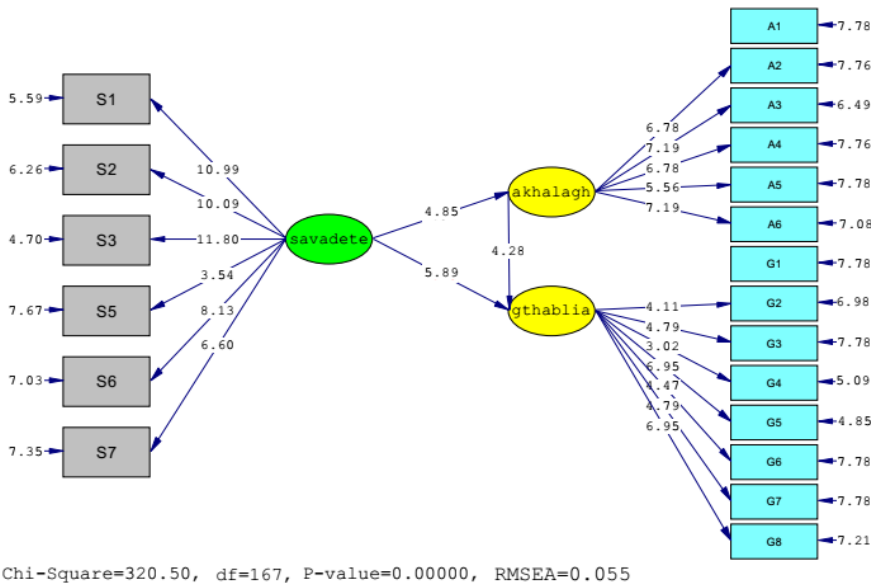 A1 7.78
A2 7.76
5.59 S1
A3 6.49
6.78
7.19
A4 7.76
6.26 S2
10.99
6.78
5.56
A5 7.78
akhalagh
10.09
7.19
4.85
A6 7.08
4.70 S3
11.80
savadete
4.28
G1 7.78
3.54
5.89
G2 6.98
7.67 S5
8.13
gthablia
4.11
4.79
G3 7.78
6.60
3.02
6.95
G4 5.09
7.03 S6
4.47
4.79
G5 4.85
6.95
7.35 S7
G6 7.78
G7 7.78
G8 7.21
Chi-Square=320.50, df=167, P-value=0.00000, RMSEA=0.055